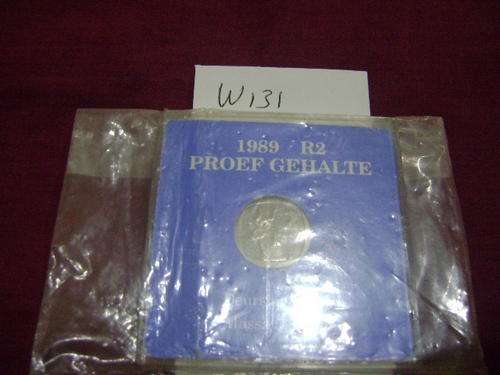 W131
1989 R2
PROEF GEHALTE